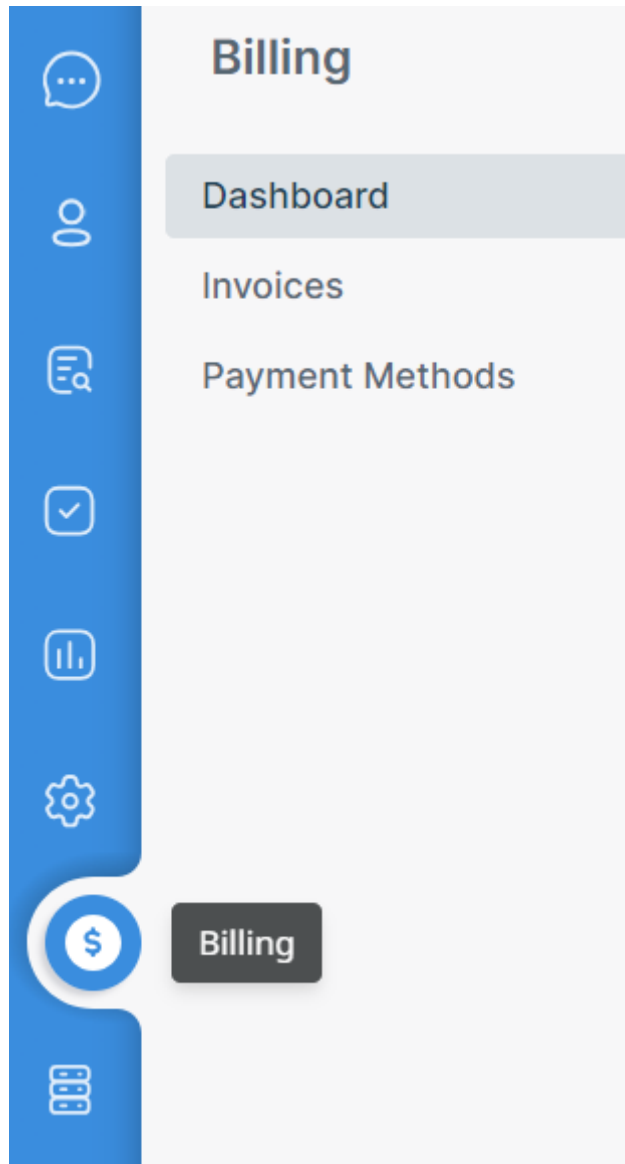 Billing
Dashboard
Invoices
Payment Methods
$
Billing